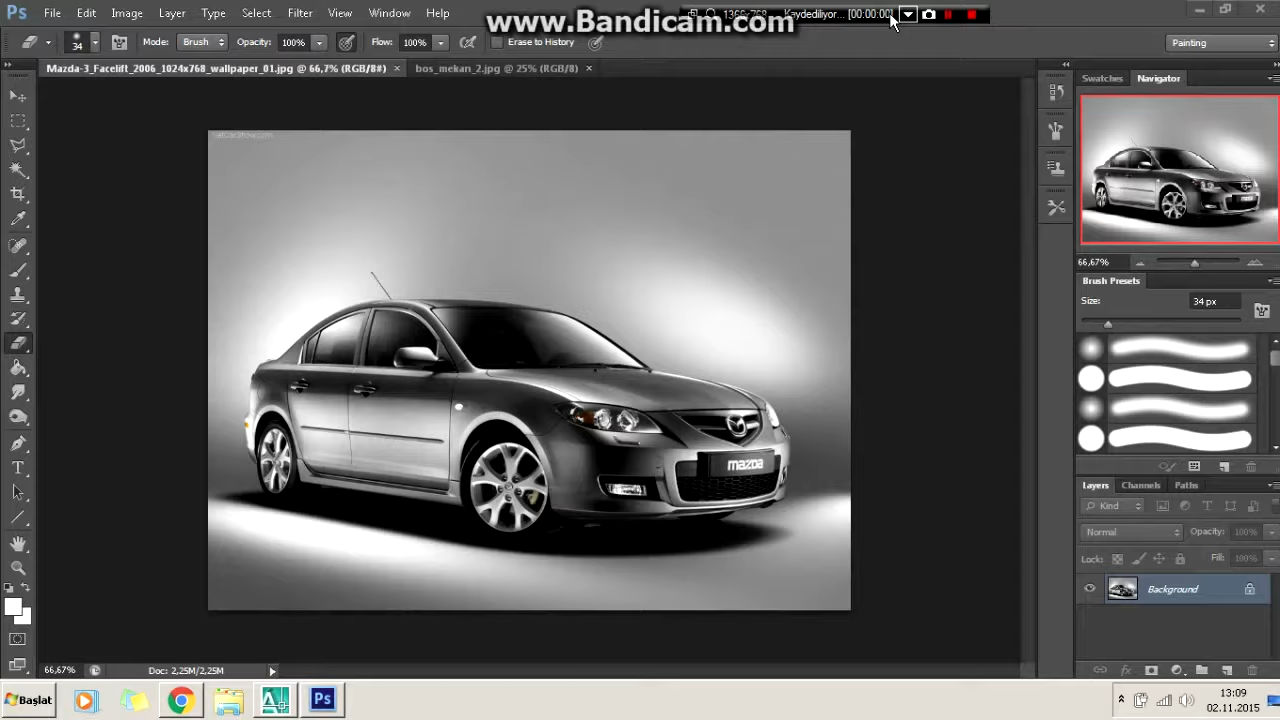 www.Bandicam.com
1366x768 Kaydediliyor... [00:00:00]
Ps File Edit Image Layer Type Select Filter View Window Help
34 Mode: Brush Opacity: 100% Flow: 100% Erase to History Painting
Mazda-3_Facelift_2006_1024x768_wallpaper_01.jpg @ 66,7% (RGB/8#) × bos_mekan_2.jpg @ 25% (RGB/8) ×
Swatches Navigator
NetCarShow.com
66,67%
Brush Presets
Size: 34 px
mazda
Layers Channels Paths
Kind
Normal Opacity: 100%
Lock: Fill: 100%
Background
66,67% Doc: 2,25M/2,25M
Başlat Ps
13:09
02.11.2015